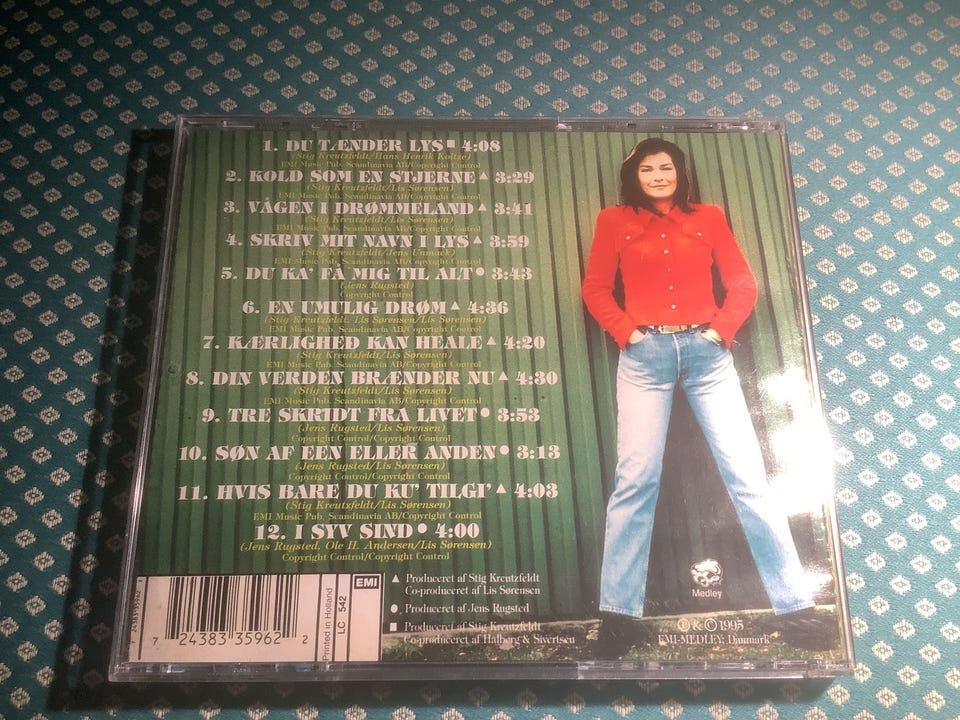 1. DU TÆNDER LYS ■ 4:08
(Stig Kreutzfeldt/Hans Henrik Koltze)
EMI Music Pub. Scandinavia AB/Copyright Control
2. KOLD SOM EN STJERNE ▲ 3:29
(Stig Kreutzfeldt/Lis Sørensen)
EMI Music Pub. Scandinavia AB/Copyright Control
3. VÅGEN I DRØMMELAND ▲ 3:41
(Stig Kreutzfeldt/Lis Sørensen)
EMI Music Pub. Scandinavia AB/Copyright Control
4. SKRIV MIT NAVN I LYS ▲ 3:59
(Stig Kreutzfeldt/Jens Unmack)
EMI Music Pub. Scandinavia AB/Copyright Control
5. DU KA' FÅ MIG TIL ALT ● 3:43
(Jens Rugsted)
Copyright Control
6. EN UMULIG DRØM ▲ 4:36
(Stig Kreutzfeldt, Lis Sørensen/Lis Sørensen)
EMI Music Pub. Scandinavia AB/Copyright Control
7. KÆRLIGHED KAN HEALE ▲ 4:20
(Stig Kreutzfeldt/Lis Sørensen)
EMI Music Pub. Scandinavia AB/Copyright Control
8. DIN VERDEN BRÆNDER NU ▲ 4:30
(Stig Kreutzfeldt/Lis Sørensen)
EMI Music Pub. Scandinavia AB/Copyright Control
9. TRE SKRIDT FRA LIVET ● 3:53
(Jens Rugsted/Lis Sørensen)
Copyright Control/Copyright Control
10. SØN AF EEN ELLER ANDEN ● 3:13
(Jens Rugsted/Lis Sørensen)
Copyright Control/Copyright Control
11. HVIS BARE DU KU' TILGI' ▲ 4:03
(Stig Kreutzfeldt/Lis Sørensen)
EMI Music Pub. Scandinavia AB/Copyright Control
12. I SYV SIND ● 4:00
(Jens Rugsted, Ole H. Andersen/Lis Sørensen)
Copyright Control/Copyright Control
7 24383 35962 2
Printed in Holland
LC 542
EMI
▲ Produceret af Stig Kreutzfeldt
Co-produceret af Lis Sørensen
● Produceret af Jens Rugsted
■ Produceret af Stig Kreutzfeldt
Co-produceret af Halberg & Sivertsen
Medley
℗ & © 1995
EMI-MEDLEY, Danmark